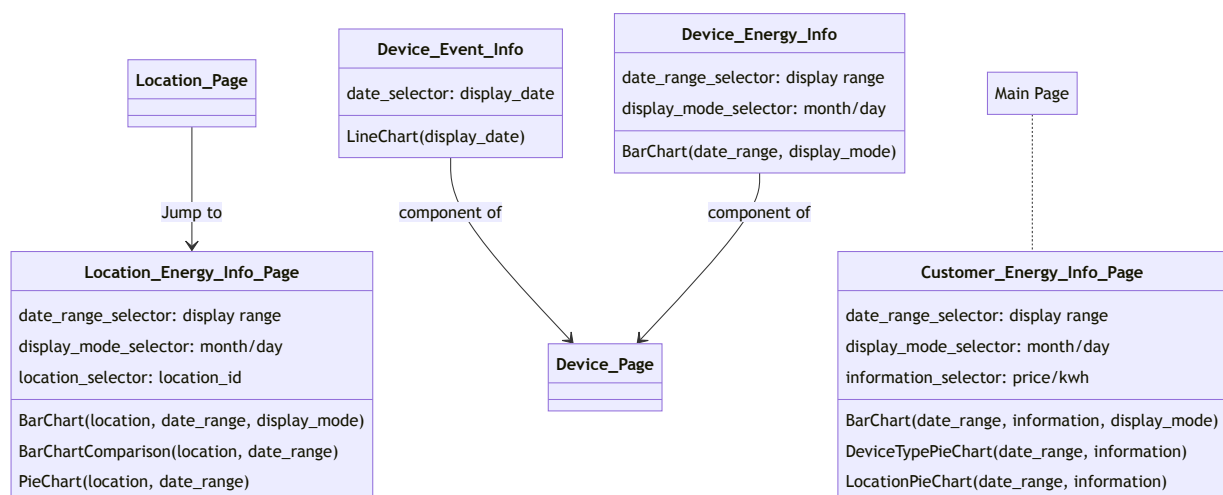 Location_Page
Device_Event_Info
date_selector: display_date
LineChart(display_date)
Device_Energy_Info
date_range_selector: display range
display_mode_selector: month/day
BarChart(date_range, display_mode)
Main Page
Jump to
component of
component of
Location_Energy_Info_Page
date_range_selector: display range
display_mode_selector: month/day
location_selector: location_id
BarChart(location, date_range, display_mode)
BarChartComparison(location, date_range)
PieChart(location, date_range)
Device_Page
Customer_Energy_Info_Page
date_range_selector: display range
display_mode_selector: month/day
information_selector: price/kwh
BarChart(date_range, information, display_mode)
DeviceTypePieChart(date_range, information)
LocationPieChart(date_range, information)